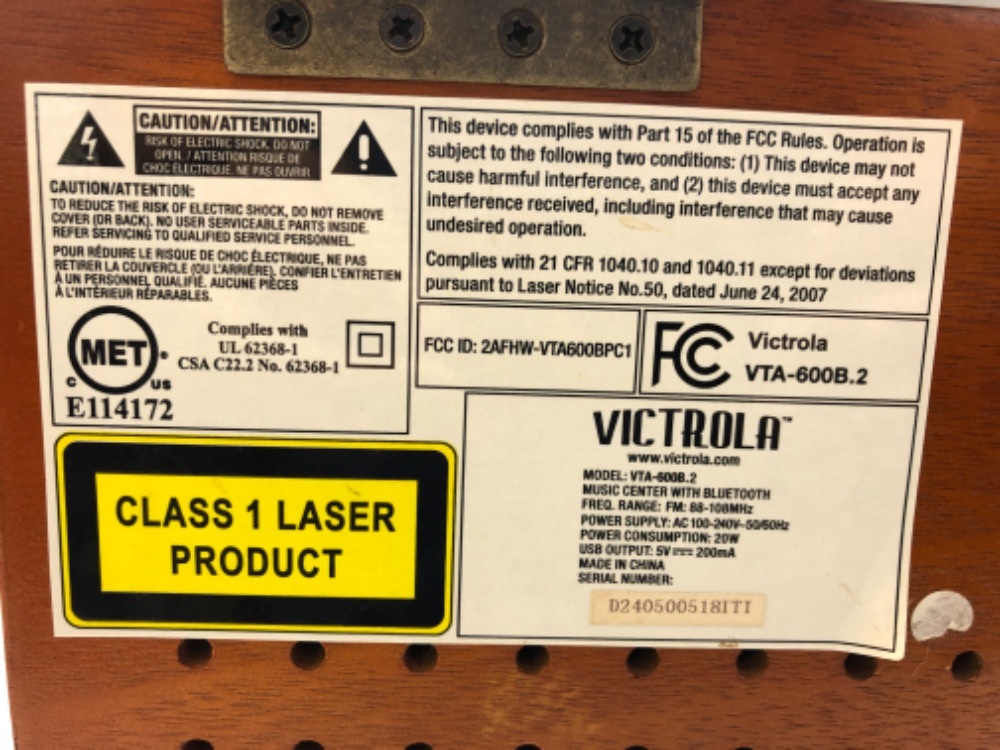 CAUTION/ATTENTION:
RISK OF ELECTRIC SHOCK, DO NOT
OPEN. / ATTENTION RISQUE DE
CHOC ÉLECTRIQUE. NE PAS OUVRIR.
CAUTION/ATTENTION:
TO REDUCE THE RISK OF ELECTRIC SHOCK, DO NOT REMOVE
COVER (OR BACK). NO USER SERVICEABLE PARTS INSIDE.
REFER SERVICING TO QUALIFIED SERVICE PERSONNEL.
POUR RÉDUIRE LE RISQUE DE CHOC ÉLECTRIQUE, NE PAS
RETIRER LA COUVERCLE (OU L'ARRIÈRE). CONFIER L'ENTRETIEN
À UN PERSONNEL QUALIFIÉ. AUCUNE PIÈCES
À L'INTÉRIEUR RÉPARABLES.
MET
C US
E114172
Complies with
UL 62368-1
CSA C22.2 No. 62368-1
CLASS 1 LASER
PRODUCT
This device complies with Part 15 of the FCC Rules. Operation is
subject to the following two conditions: (1) This device may not
cause harmful interference, and (2) this device must accept any
interference received, including interference that may cause
undesired operation.
Complies with 21 CFR 1040.10 and 1040.11 except for deviations
pursuant to Laser Notice No.50, dated June 24, 2007
FCC ID: 2AFHW-VTA600BPC1
FC
Victrola
VTA-600B.2
VICTROLA™
www.victrola.com
MODEL: VTA-600B.2
MUSIC CENTER WITH BLUETOOTH
FREQ. RANGE: FM: 88-108MHz
POWER SUPPLY: AC 100-240V~50/60Hz
POWER CONSUMPTION: 20W
USB OUTPUT: 5V⎓200mA
MADE IN CHINA
SERIAL NUMBER:
D240500518ITI